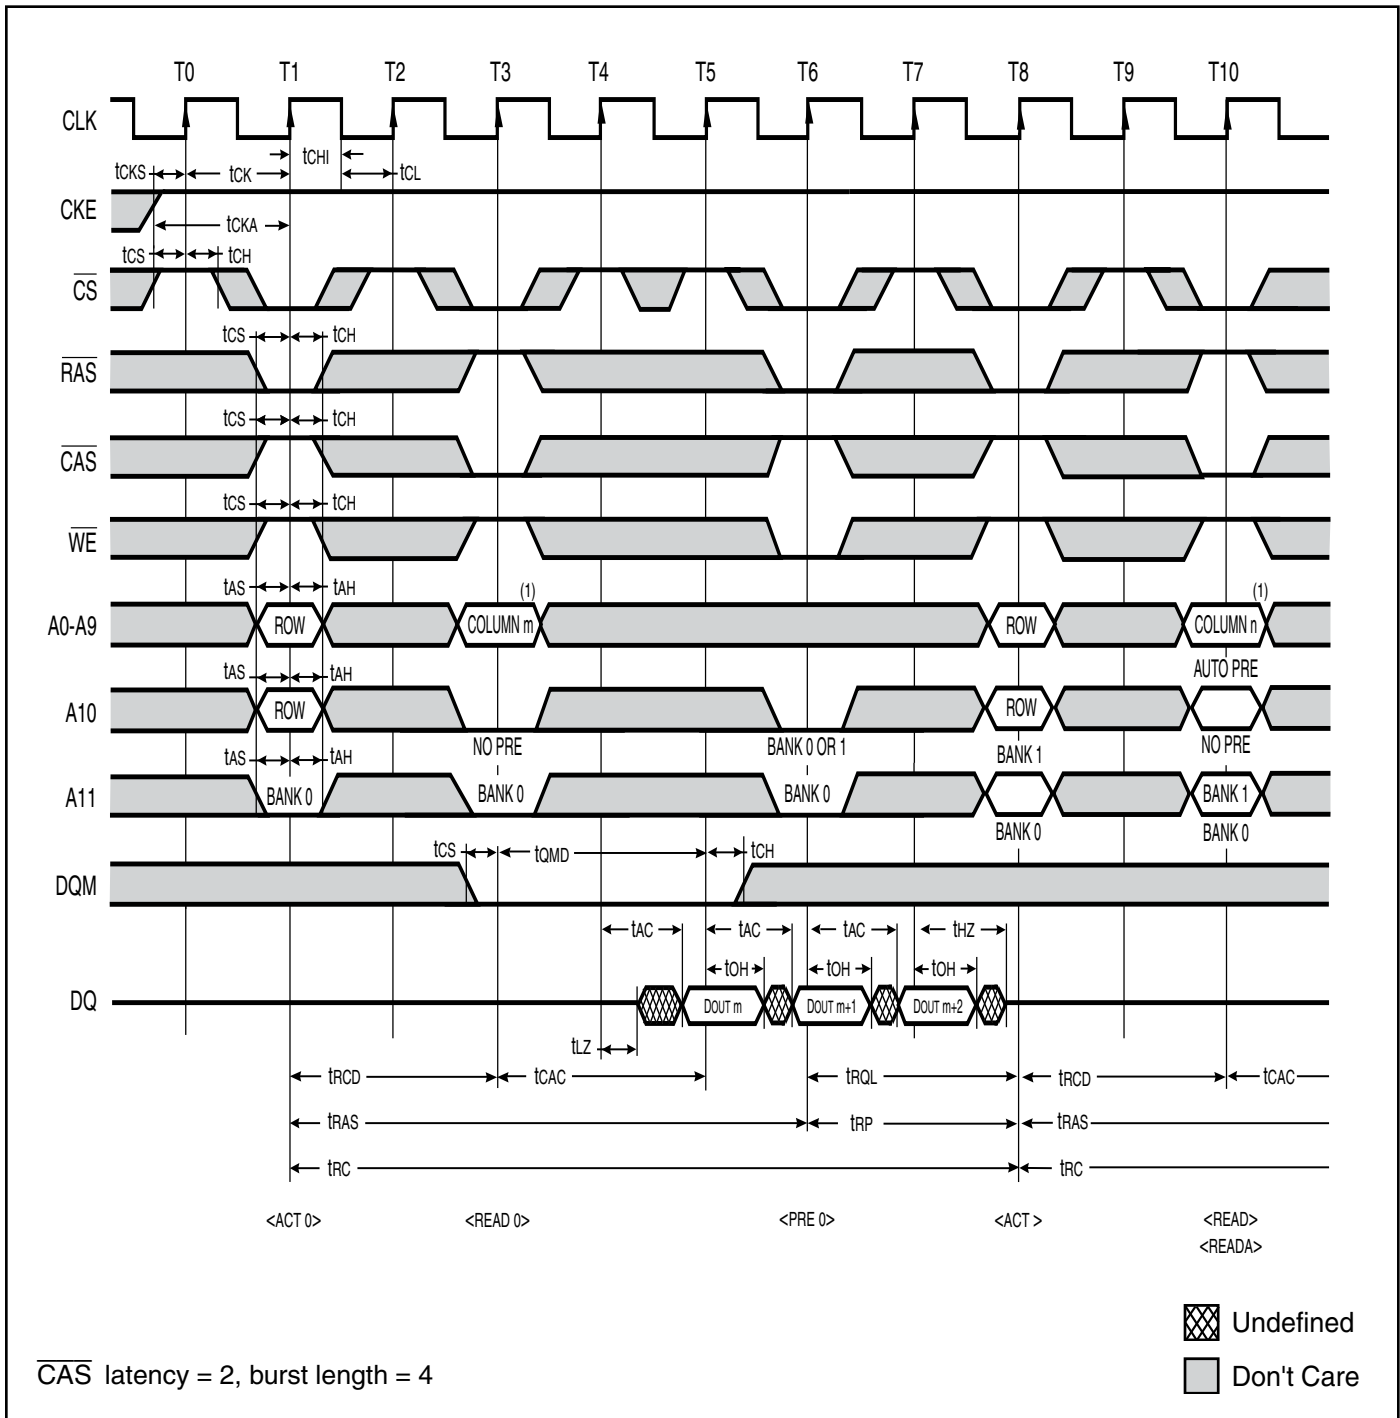 T0 T1 T2 T3 T4 T5 T6 T7 T8 T9 T10
CLK
tCHI
tCKS tCK tCL
CKE
tCKA
tCS tCH
CS
tCS tCH
RAS
tCS tCH
CAS
tCS tCH
WE
tAS tAH (1) (1)
A0-A9 ROW COLUMN m ROW COLUMN n
AUTO PRE
tAS tAH
A10 ROW ROW
NO PRE BANK 0 OR 1 BANK 1 NO PRE
tAS tAH
A11 BANK 0 BANK 0 BANK 0 BANK 1
BANK 0 BANK 0
tCS tQMD tCH
DQM
tAC tAC tAC tHZ
tOH tOH tOH
DQ DOUT m DOUT m+1 DOUT m+2
tLZ
tRCD tCAC tRQL tRCD tCAC
tRAS tRP tRAS
tRC tRC
<ACT 0> <READ 0> <PRE 0> <ACT > <READ>
<READA>
Undefined
CAS latency = 2, burst length = 4 Don't Care